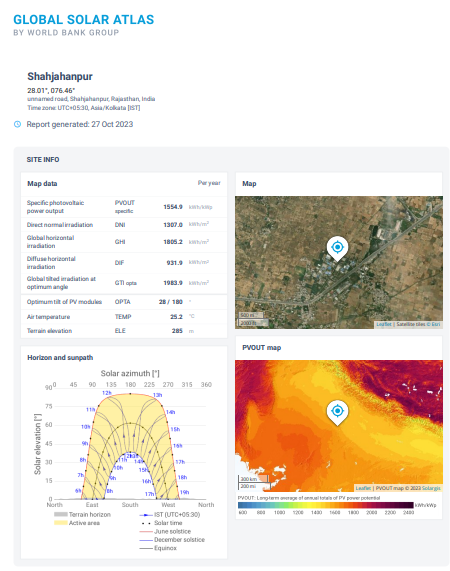 GLOBAL SOLAR ATLAS
BY WORLD BANK GROUP
Shahjahanpur
28.01°, 076.46°
unnamed road, Shahjahanpur, Rajasthan, India
Time zone: UTC+05:30, Asia/Kolkata [IST]
Report generated: 27 Oct 2023
SITE INFO
Map data Per year
Specific photovoltaic power output PVOUT specific 1554.9 kWh/kWp
Direct normal irradiation DNI 1307.0 kWh/m²
Global horizontal irradiation GHI 1805.2 kWh/m²
Diffuse horizontal irradiation DIF 931.9 kWh/m²
Global tilted irradiation at optimum angle GTI opta 1983.9 kWh/m²
Optimum tilt of PV modules OPTA 28 / 180 °
Air temperature TEMP 25.2 °C
Terrain elevation ELE 285 m
Map
500 m
2000 ft
Leaflet | Satellite tiles © Esri
Horizon and sunpath
Solar azimuth [°]
0 45 90 135 180 225 270 315 360
Solar elevation [°]
90
75
60
45
30
15
0
12h 13h
11h 14h
10h 15h
9h 16h
8h 17h
7h 18h
6h 19h
North East South West North
Terrain horizon
Active area
IST (UTC+05:30)
Solar time
June solstice
December solstice
Equinox
PVOUT map
300 km
200 mi
Leaflet | PVOUT map © 2023 Solargis
PVOUT: Long-term average of annual totals of PV power potential
600 800 1000 1200 1400 1600 1800 2000 2200 2400 kWh/kWp